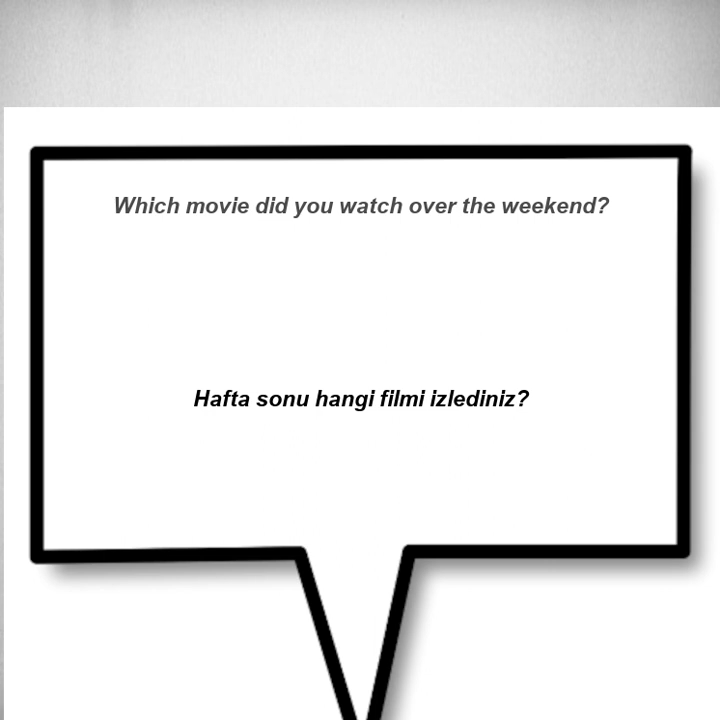 Which movie did you watch over the weekend?
Hafta sonu hangi filmi izlediniz?